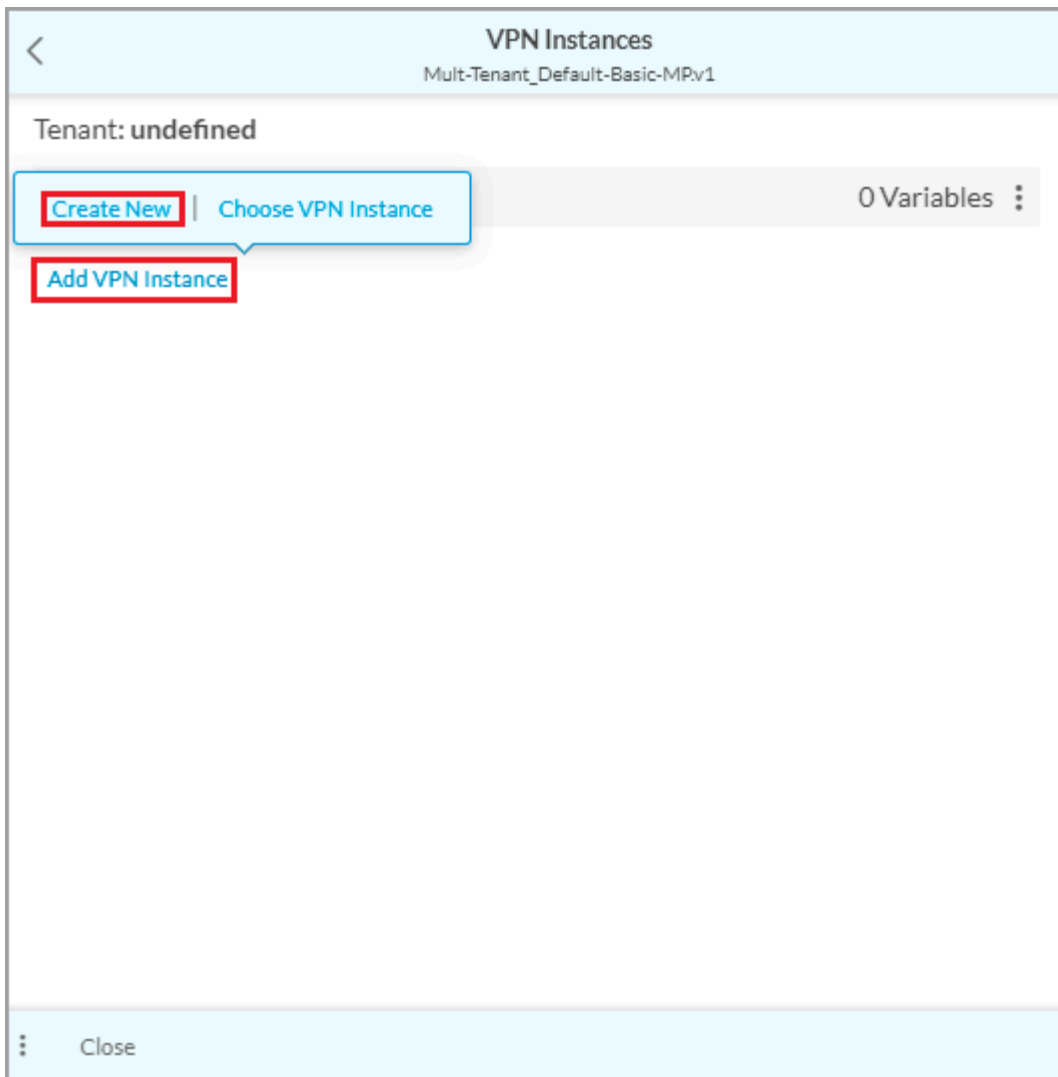 VPN Instances
Mult-Tenant_Default-Basic-MP.v1
Tenant: undefined
Create New | Choose VPN Instance
0 Variables
Add VPN Instance
Close